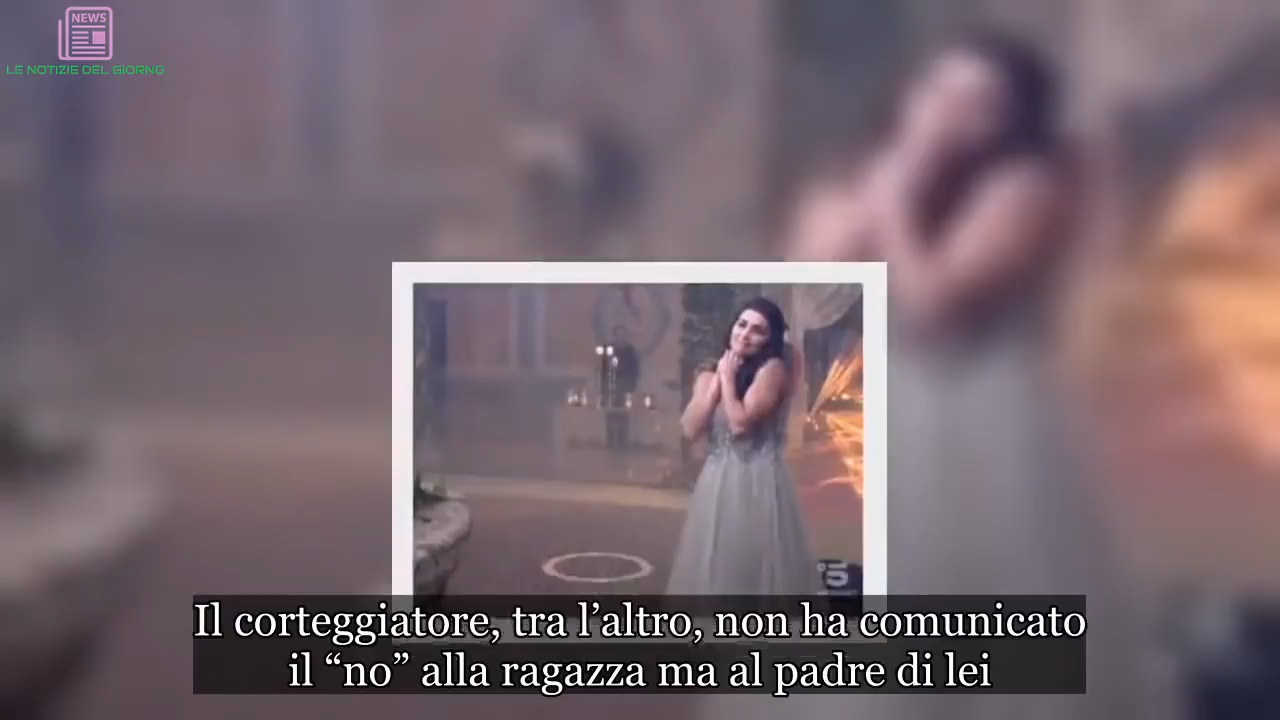 NEWS
LE NOTIZIE DEL GIORNO
Il corteggiatore, tra l’altro, non ha comunicato
il “no” alla ragazza ma al padre di lei